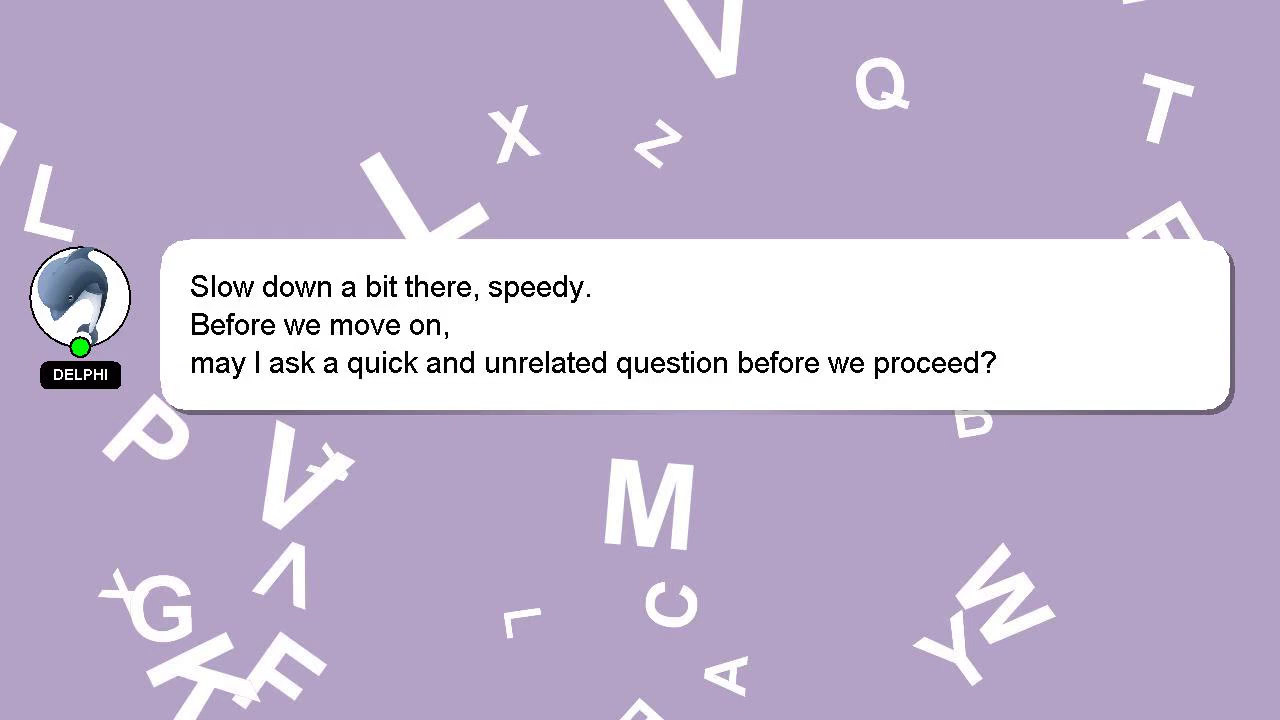 V
Q
T
X
Z
L
L
E
Slow down a bit there, speedy.
Before we move on,
may I ask a quick and unrelated question before we proceed?
DELPHI
P
V
M
V
G
C
W
L
Y
K
F
A